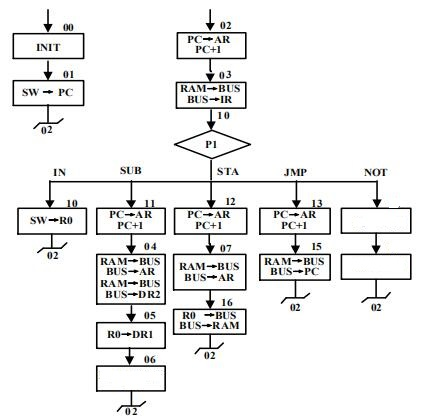 00
02
INIT
PC→AR
PC+1
01
03
SW → PC
RAM→BUS
BUS→IR
02
10
P1
IN
SUB
STA
JMP
NOT
10
11
12
13
SW→R0
PC→AR
PC+1
PC→AR
PC+1
PC→AR
PC+1
02
04
07
15
RAM→BUS
BUS→AR
RAM→BUS
BUS→DR2
RAM→BUS
BUS→AR
RAM→BUS
BUS→PC
02
02
05
16
R0→DR1
R0 →BUS
BUS→RAM
02
06
02